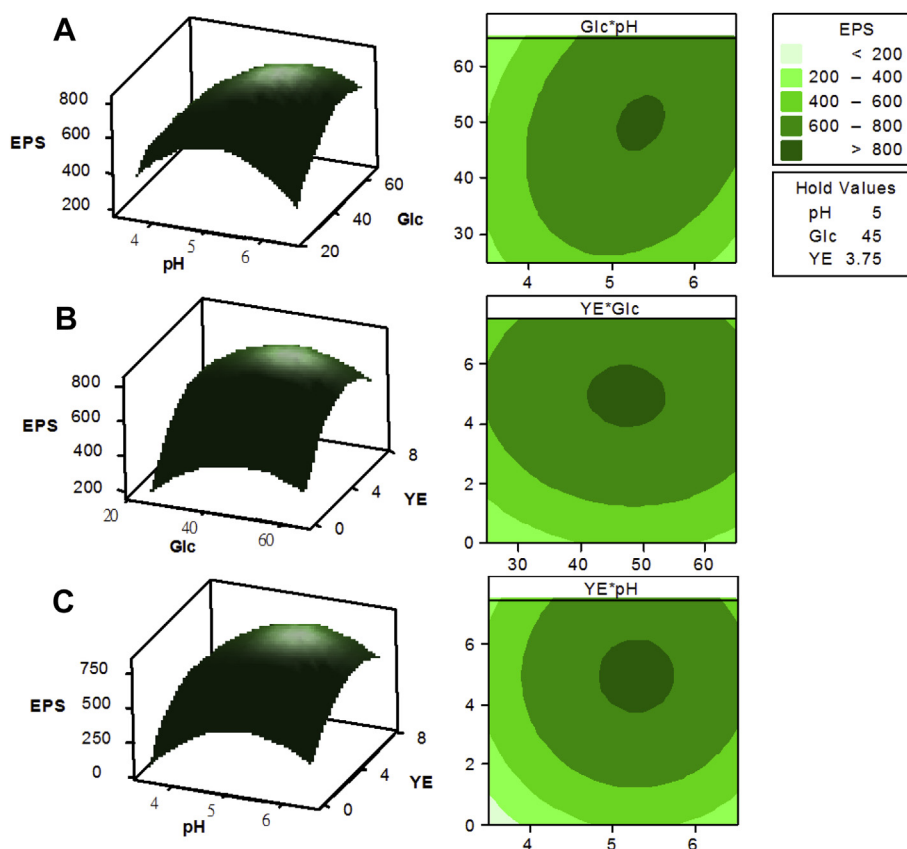 A
800
600
400
200
EPS
4
5
6
pH
20
40
60
Glc
Glc*pH
60
50
40
30
4
5
6
EPS
< 200
200 – 400
400 – 600
600 – 800
> 800
Hold Values
pH 5
Glc 45
YE 3.75
B
800
600
400
200
EPS
20
40
60
Glc
0
4
8
YE
YE*Glc
6
4
2
0
30
40
50
60
C
750
500
250
0
EPS
4
5
6
pH
0
4
8
YE
YE*pH
6
4
2
0
4
5
6